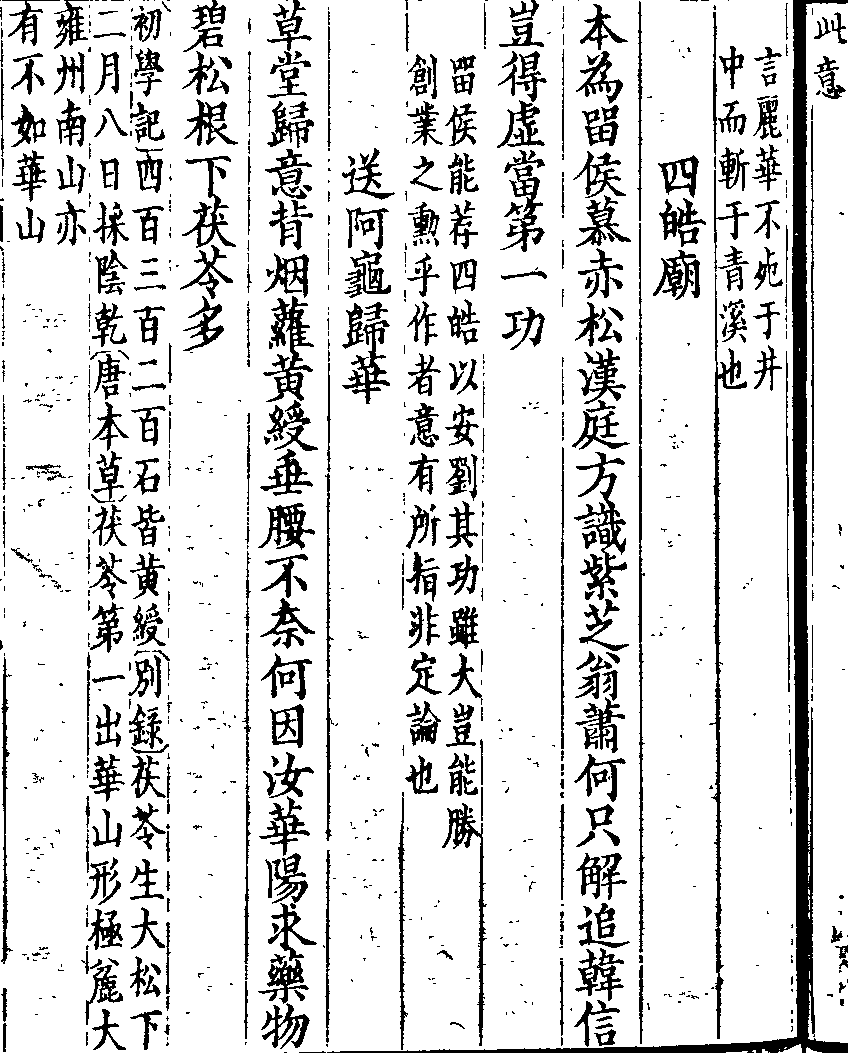 此意
言麗華不死于井
中而斬于青溪也
四皓廟
本為留侯慕赤松漢庭方識紫芝翁蕭何只解追韓信
豈得虛當第一功
留侯能荐四皓以安劉其功雖大豈能勝
創業之勳乎作者意有所指非定論也
送阿龜歸華
草堂歸意背烟蘿黃綬垂腰不奈何因汝華陽求藥物
碧松根下茯苓多
初學記四百三百二百石皆黃綬別錄茯苓生大松下
二月八日採陰乾唐本草茯苓第一出華山形極麄大
雍州南山亦
有不如華山